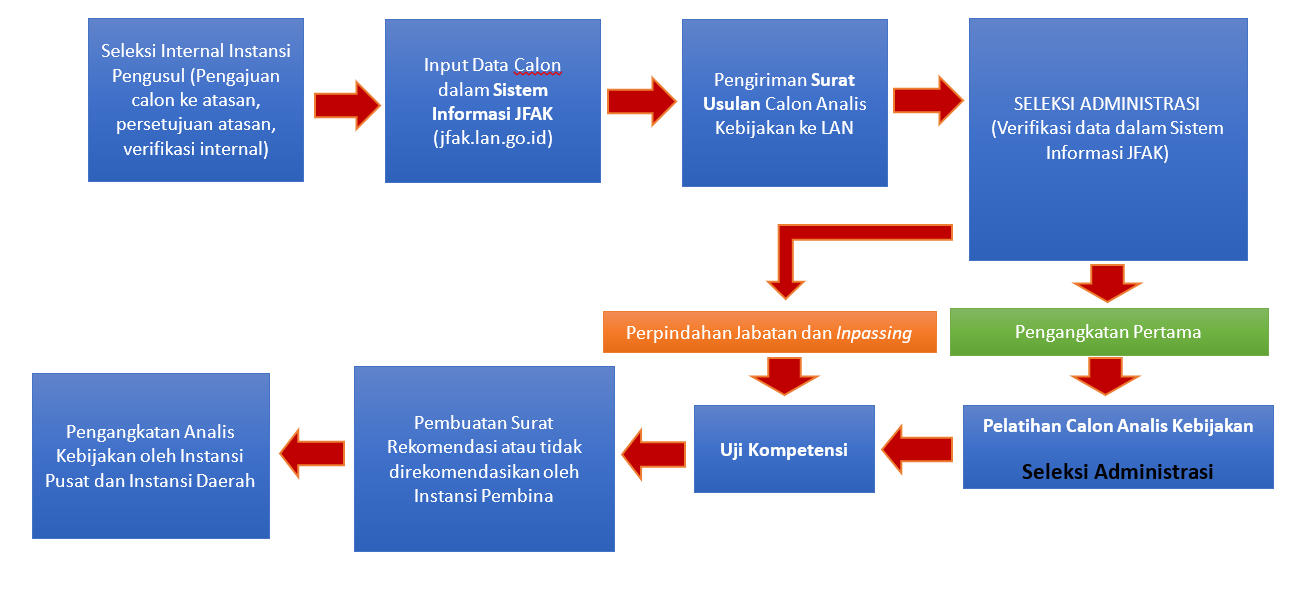 Seleksi Internal Instansi
Pengusul (Pengajuan
calon ke atasan,
persetujuan atasan,
verifikasi internal)
Input Data Calon
dalam Sistem
Informasi JFAK
(jfak.lan.go.id)
Pengiriman Surat
Usulan Calon Analis
Kebijakan ke LAN
SELEKSI ADMINISTRASI
(Verifikasi data dalam Sistem
Informasi JFAK)
Perpindahan Jabatan dan Inpassing
Pengangkatan Pertama
Pelatihan Calon Analis Kebijakan
Seleksi Administrasi
Uji Kompetensi
Pembuatan Surat
Rekomendasi atau tidak
direkomendasikan oleh
Instansi Pembina
Pengangkatan Analis
Kebijakan oleh Instansi
Pusat dan Instansi Daerah